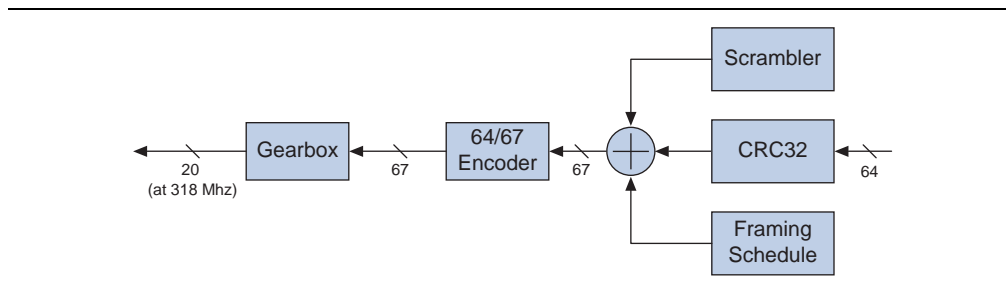 Scrambler
Gearbox
64/67
Encoder
CRC32
20
(at 318 Mhz)
67
67
64
Framing
Schedule